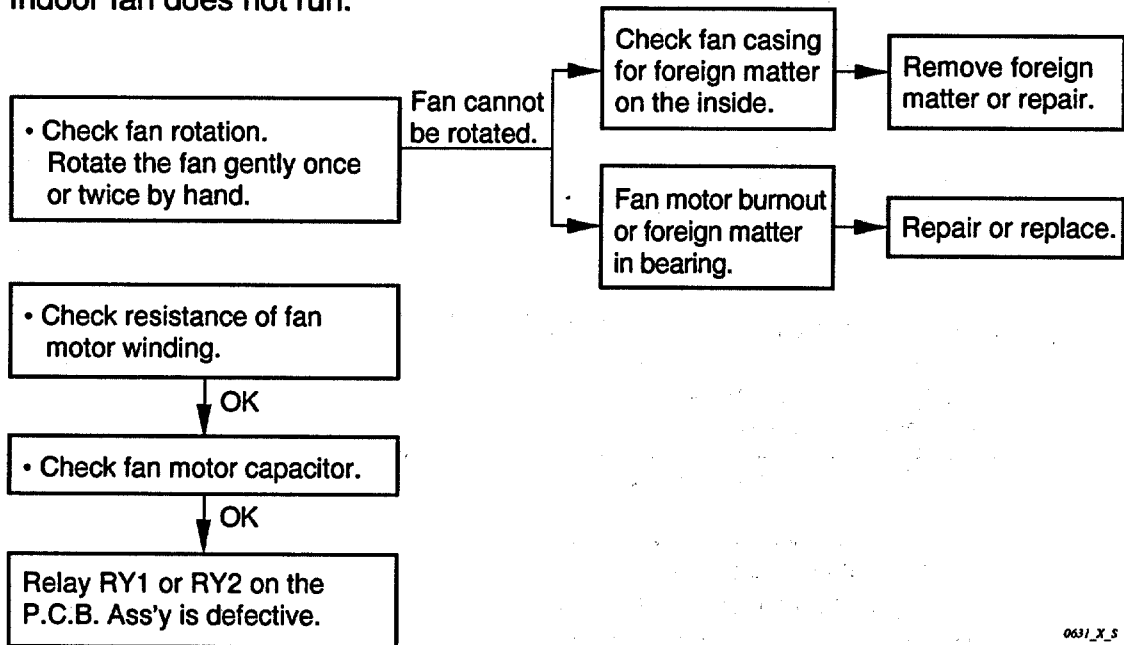 Indoor fan does not run.
• Check fan rotation.
Rotate the fan gently once
or twice by hand.
Fan cannot
be rotated.
Check fan casing
for foreign matter
on the inside.
Remove foreign
matter or repair.
Fan motor burnout
or foreign matter
in bearing.
Repair or replace.
• Check resistance of fan
motor winding.
OK
• Check fan motor capacitor.
OK
Relay RY1 or RY2 on the
P.C.B. Ass'y is defective.
0631_X_S